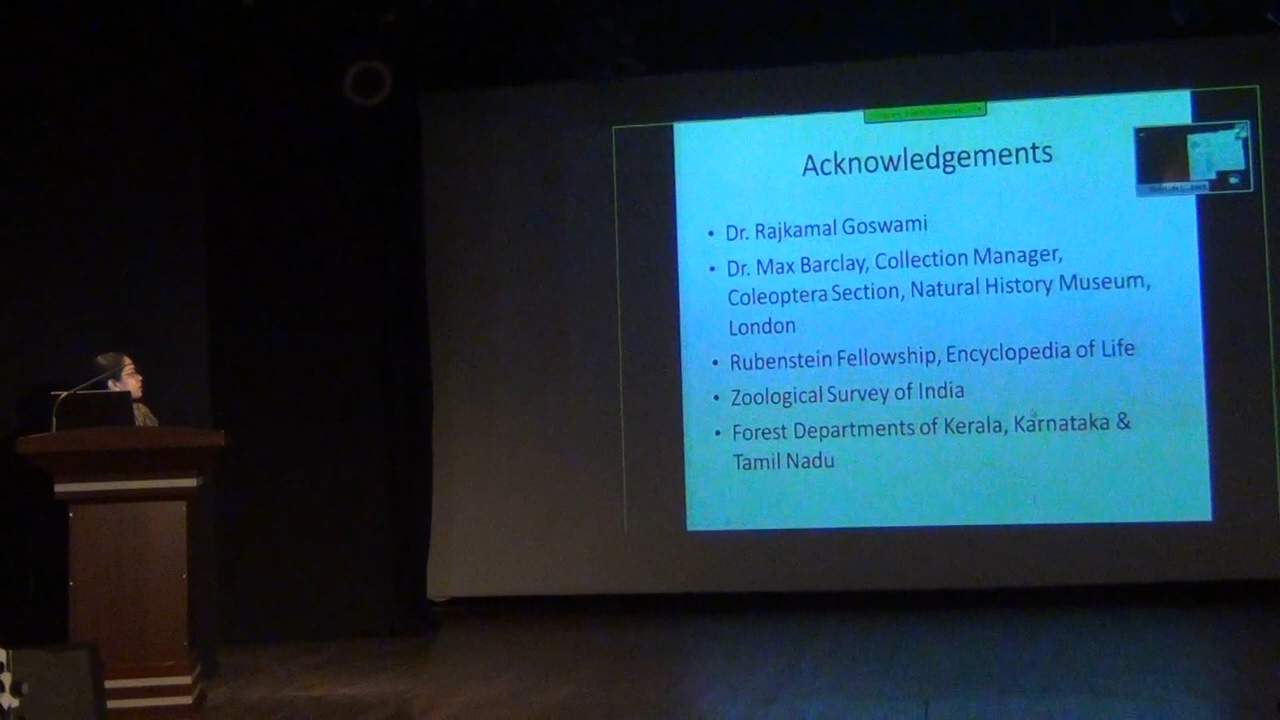 Acknowledgements
• Dr. Rajkamal Goswami
• Dr. Max Barclay, Collection Manager,
Coleoptera Section, Natural History Museum,
London
• Rubenstein Fellowship, Encyclopedia of Life
• Zoological Survey of India
• Forest Departments of Kerala, Karnataka &
Tamil Nadu